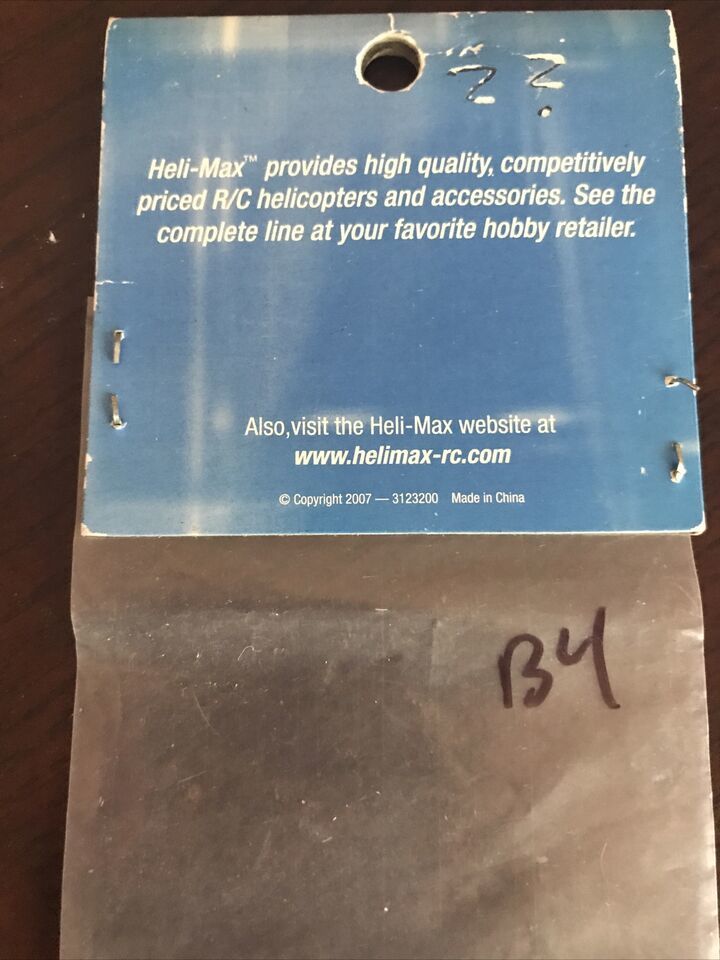 Heli-Max™ provides high quality, competitively
priced R/C helicopters and accessories. See the
complete line at your favorite hobby retailer.
Also,visit the Heli-Max website at
www.helimax-rc.com
© Copyright 2007 — 3123200 Made in China
B4